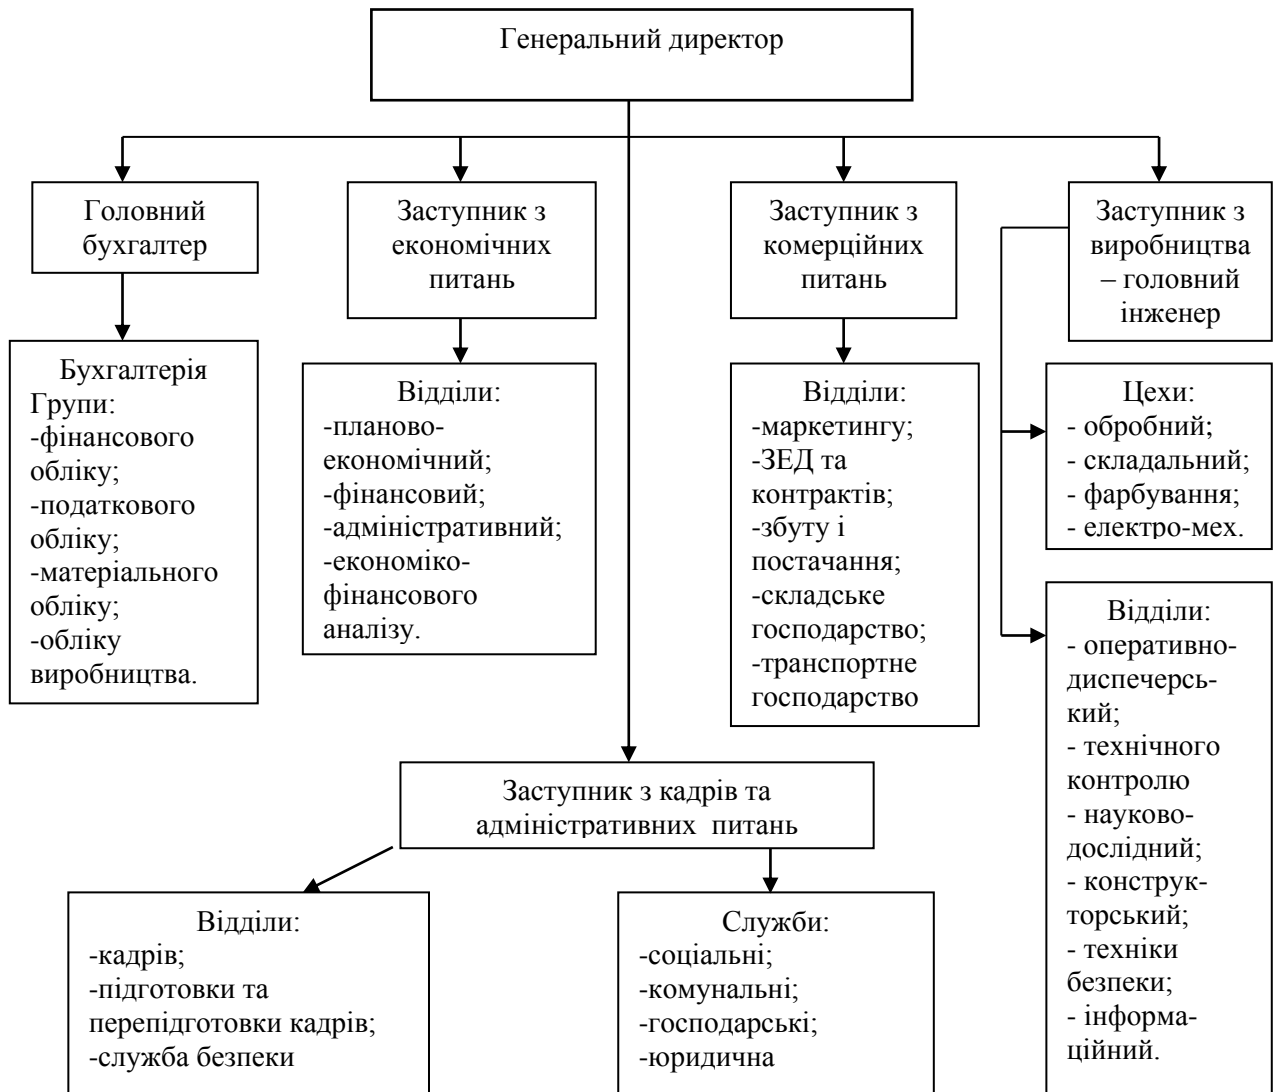 Генеральний директор
Головний
бухгалтер
Заступник з
економічних
питань
Заступник з
комерційних
питань
Заступник з
виробництва
– головний
інженер
Бухгалтерія
Групи:
-фінансового
обліку;
-податкового
обліку;
-матеріального
обліку;
-обліку
виробництва.
Відділи:
-планово-
економічний;
-фінансовий;
-адміністративний;
-економіко-
фінансового
аналізу.
Відділи:
-маркетингу;
-ЗЕД та
контрактів;
-збуту і
постачання;
-складське
господарство;
-транспортне
господарство
Цехи:
- обробний;
- складальний;
- фарбування;
- електро-мех.
Відділи:
- оперативно-
диспечерсь-
кий;
- технічного
контролю
- науково-
дослідний;
- конструк-
торський;
- техніки
безпеки;
- інформа-
ційний.
Заступник з кадрів та
адміністративних питань
Відділи:
-кадрів;
-підготовки та
перепідготовки кадрів;
-служба безпеки
Служби:
-соціальні;
-комунальні;
-господарські;
-юридична